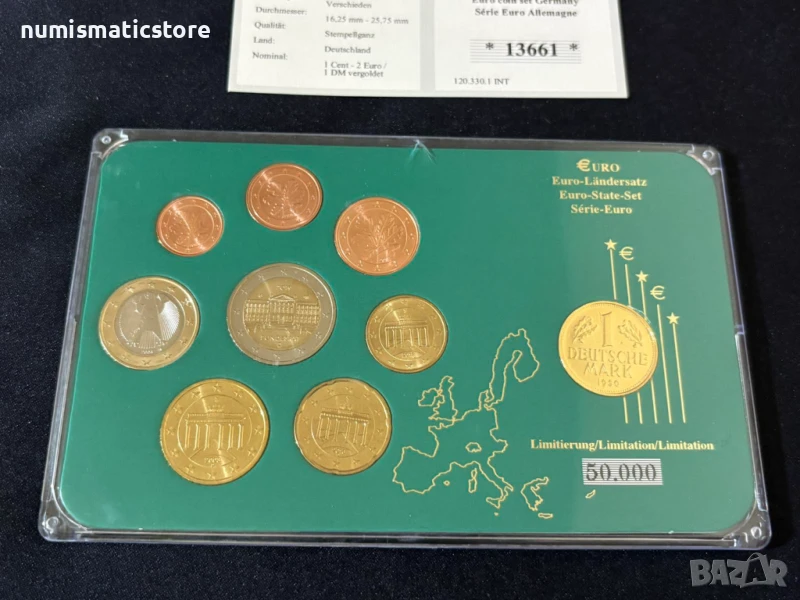 numismaticstore
Durchmesser:
Verschieden
16,25 mm - 25,75 mm
Qualität:
Stempelglanz
Land:
Deutschland
Nominal:
1 Cent - 2 Euro /
1 DM vergoldet
Euro coin set Germany
Série Euro Allemagne
* 13661 *
120.330.1 INT
€URO
Euro-Ländersatz
Euro-State-Set
Série-Euro
€
€
1
DEUTSCHE
MARK
1950
Limitierung/Limitation/Limitation
50.000
BAZAR